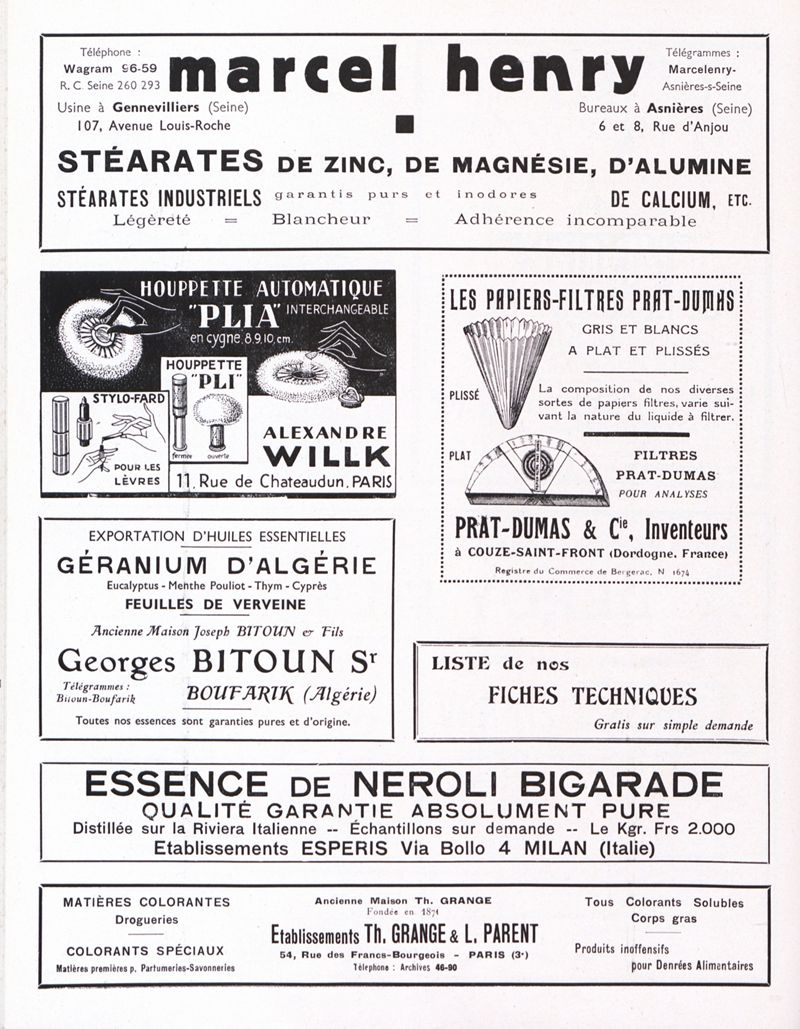 Téléphone :
Wagram 96-59
R. C. Seine 260 293
marcel henry
Télégrammes :
Marcelenry-
Asnières-s-Seine
Usine à Gennevilliers (Seine)
107, Avenue Louis-Roche
Bureaux à Asnières (Seine)
6 et 8, Rue d'Anjou
STÉARATES DE ZINC, DE MAGNÉSIE, D'ALUMINE
STÉARATES INDUSTRIELS garantis purs et inodores DE CALCIUM, ETC.
Légèreté = Blancheur = Adhérence incomparable
HOUPPETTE AUTOMATIQUE
"PLIA" INTERCHANGEABLE
en cygne, 8.9.10, cm.
HOUPPETTE
"PLI"
fermée ouverte
STYLO-FARD
POUR LES
LÈVRES
ALEXANDRE
WILLK
11, Rue de Chateaudun, PARIS
LES PAPIERS-FILTRES PRAT-DUMAS
GRIS ET BLANCS
A PLAT ET PLISSÉS
PLISSÉ
La composition de nos diverses
sortes de papiers filtres, varie sui-
vant la nature du liquide à filtrer.
PLAT
FILTRES
PRAT-DUMAS
POUR ANALYSES
PRAT-DUMAS & Cie, Inventeurs
à COUZE-SAINT-FRONT (Dordogne, France)
Registre du Commerce de Bergerac, N 1674
EXPORTATION D'HUILES ESSENTIELLES
GÉRANIUM D'ALGÉRIE
Eucalyptus - Menthe Pouliot - Thym - Cyprès
FEUILLES DE VERVEINE
Ancienne Maison Joseph BITOUN & Fils
Georges BITOUN Sr
Télégrammes :
Bitoun-Boufarik
BOUFARIK (Algérie)
Toutes nos essences sont garanties pures et d'origine.
LISTE de nos
FICHES TECHNIQUES
Gratis sur simple demande
ESSENCE DE NEROLI BIGARADE
QUALITÉ GARANTIE ABSOLUMENT PURE
Distillée sur la Riviera Italienne -- Échantillons sur demande -- Le Kgr. Frs 2.000
Etablissements ESPERIS Via Bollo 4 MILAN (Italie)
MATIÈRES COLORANTES
Drogueries
COLORANTS SPÉCIAUX
Matières premières p. Parfumeries-Savonneries
Ancienne Maison Th. GRANGE
Fondée en 1871
Etablissements Th. GRANGE & L. PARENT
54, Rue des Francs-Bourgeois - PARIS (3e)
Téléphone : Archives 46-90
Tous Colorants Solubles
Corps gras
Produits inoffensifs
pour Denrées Alimentaires